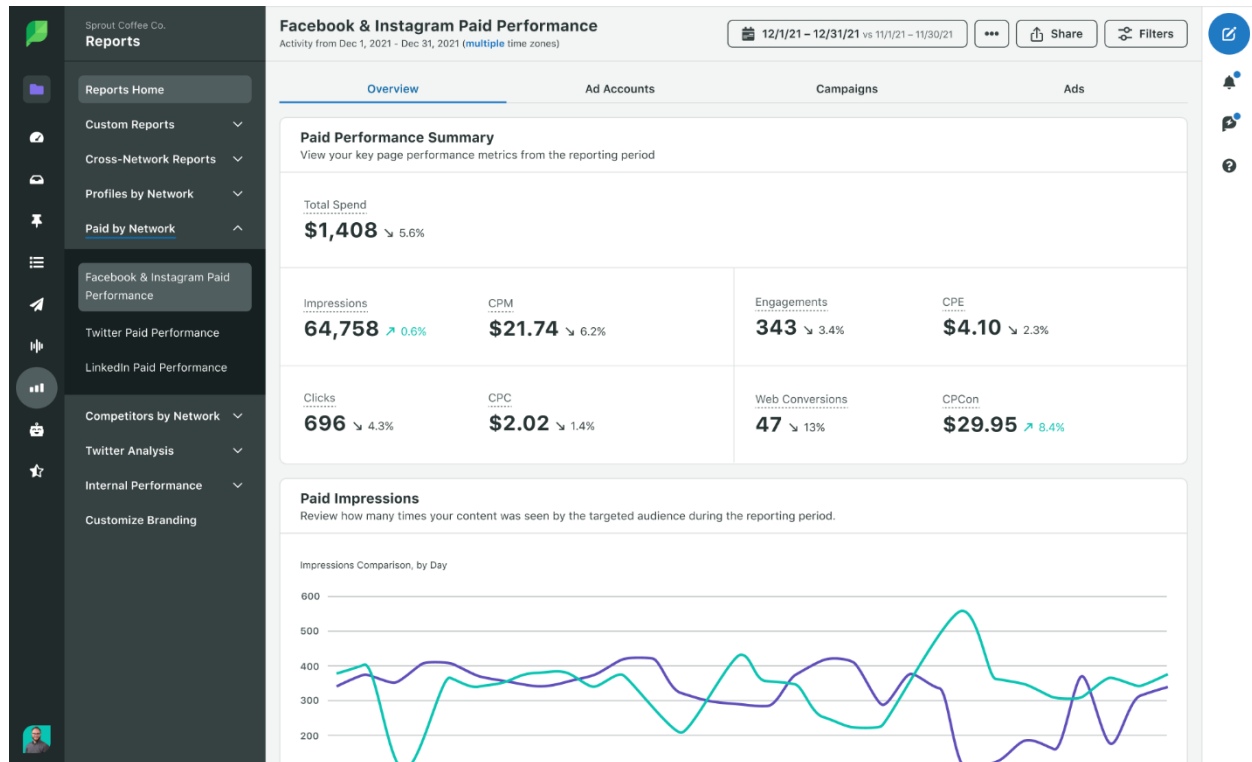 Sprout Coffee Co.
Reports
Reports Home
Custom Reports
Cross-Network Reports
Profiles by Network
Paid by Network
Facebook & Instagram Paid
Performance
Twitter Paid Performance
LinkedIn Paid Performance
Competitors by Network
Twitter Analysis
Internal Performance
Customize Branding
Facebook & Instagram Paid Performance
Activity from Dec 1, 2021 - Dec 31, 2021 (multiple time zones)
12/1/21 – 12/31/21 vs 11/1/21 – 11/30/21
Share
Filters
Overview Ad Accounts Campaigns Ads
Paid Performance Summary
View your key page performance metrics from the reporting period
Total Spend
$1,408 ↘ 5.6%
Impressions CPM Engagements CPE
64,758 ↗ 0.6% $21.74 ↘ 6.2% 343 ↘ 3.4% $4.10 ↘ 2.3%
Clicks CPC Web Conversions CPCon
696 ↘ 4.3% $2.02 ↘ 1.4% 47 ↘ 13% $29.95 ↗ 8.4%
Paid Impressions
Review how many times your content was seen by the targeted audience during the reporting period.
Impressions Comparison, by Day
600
500
400
300
200